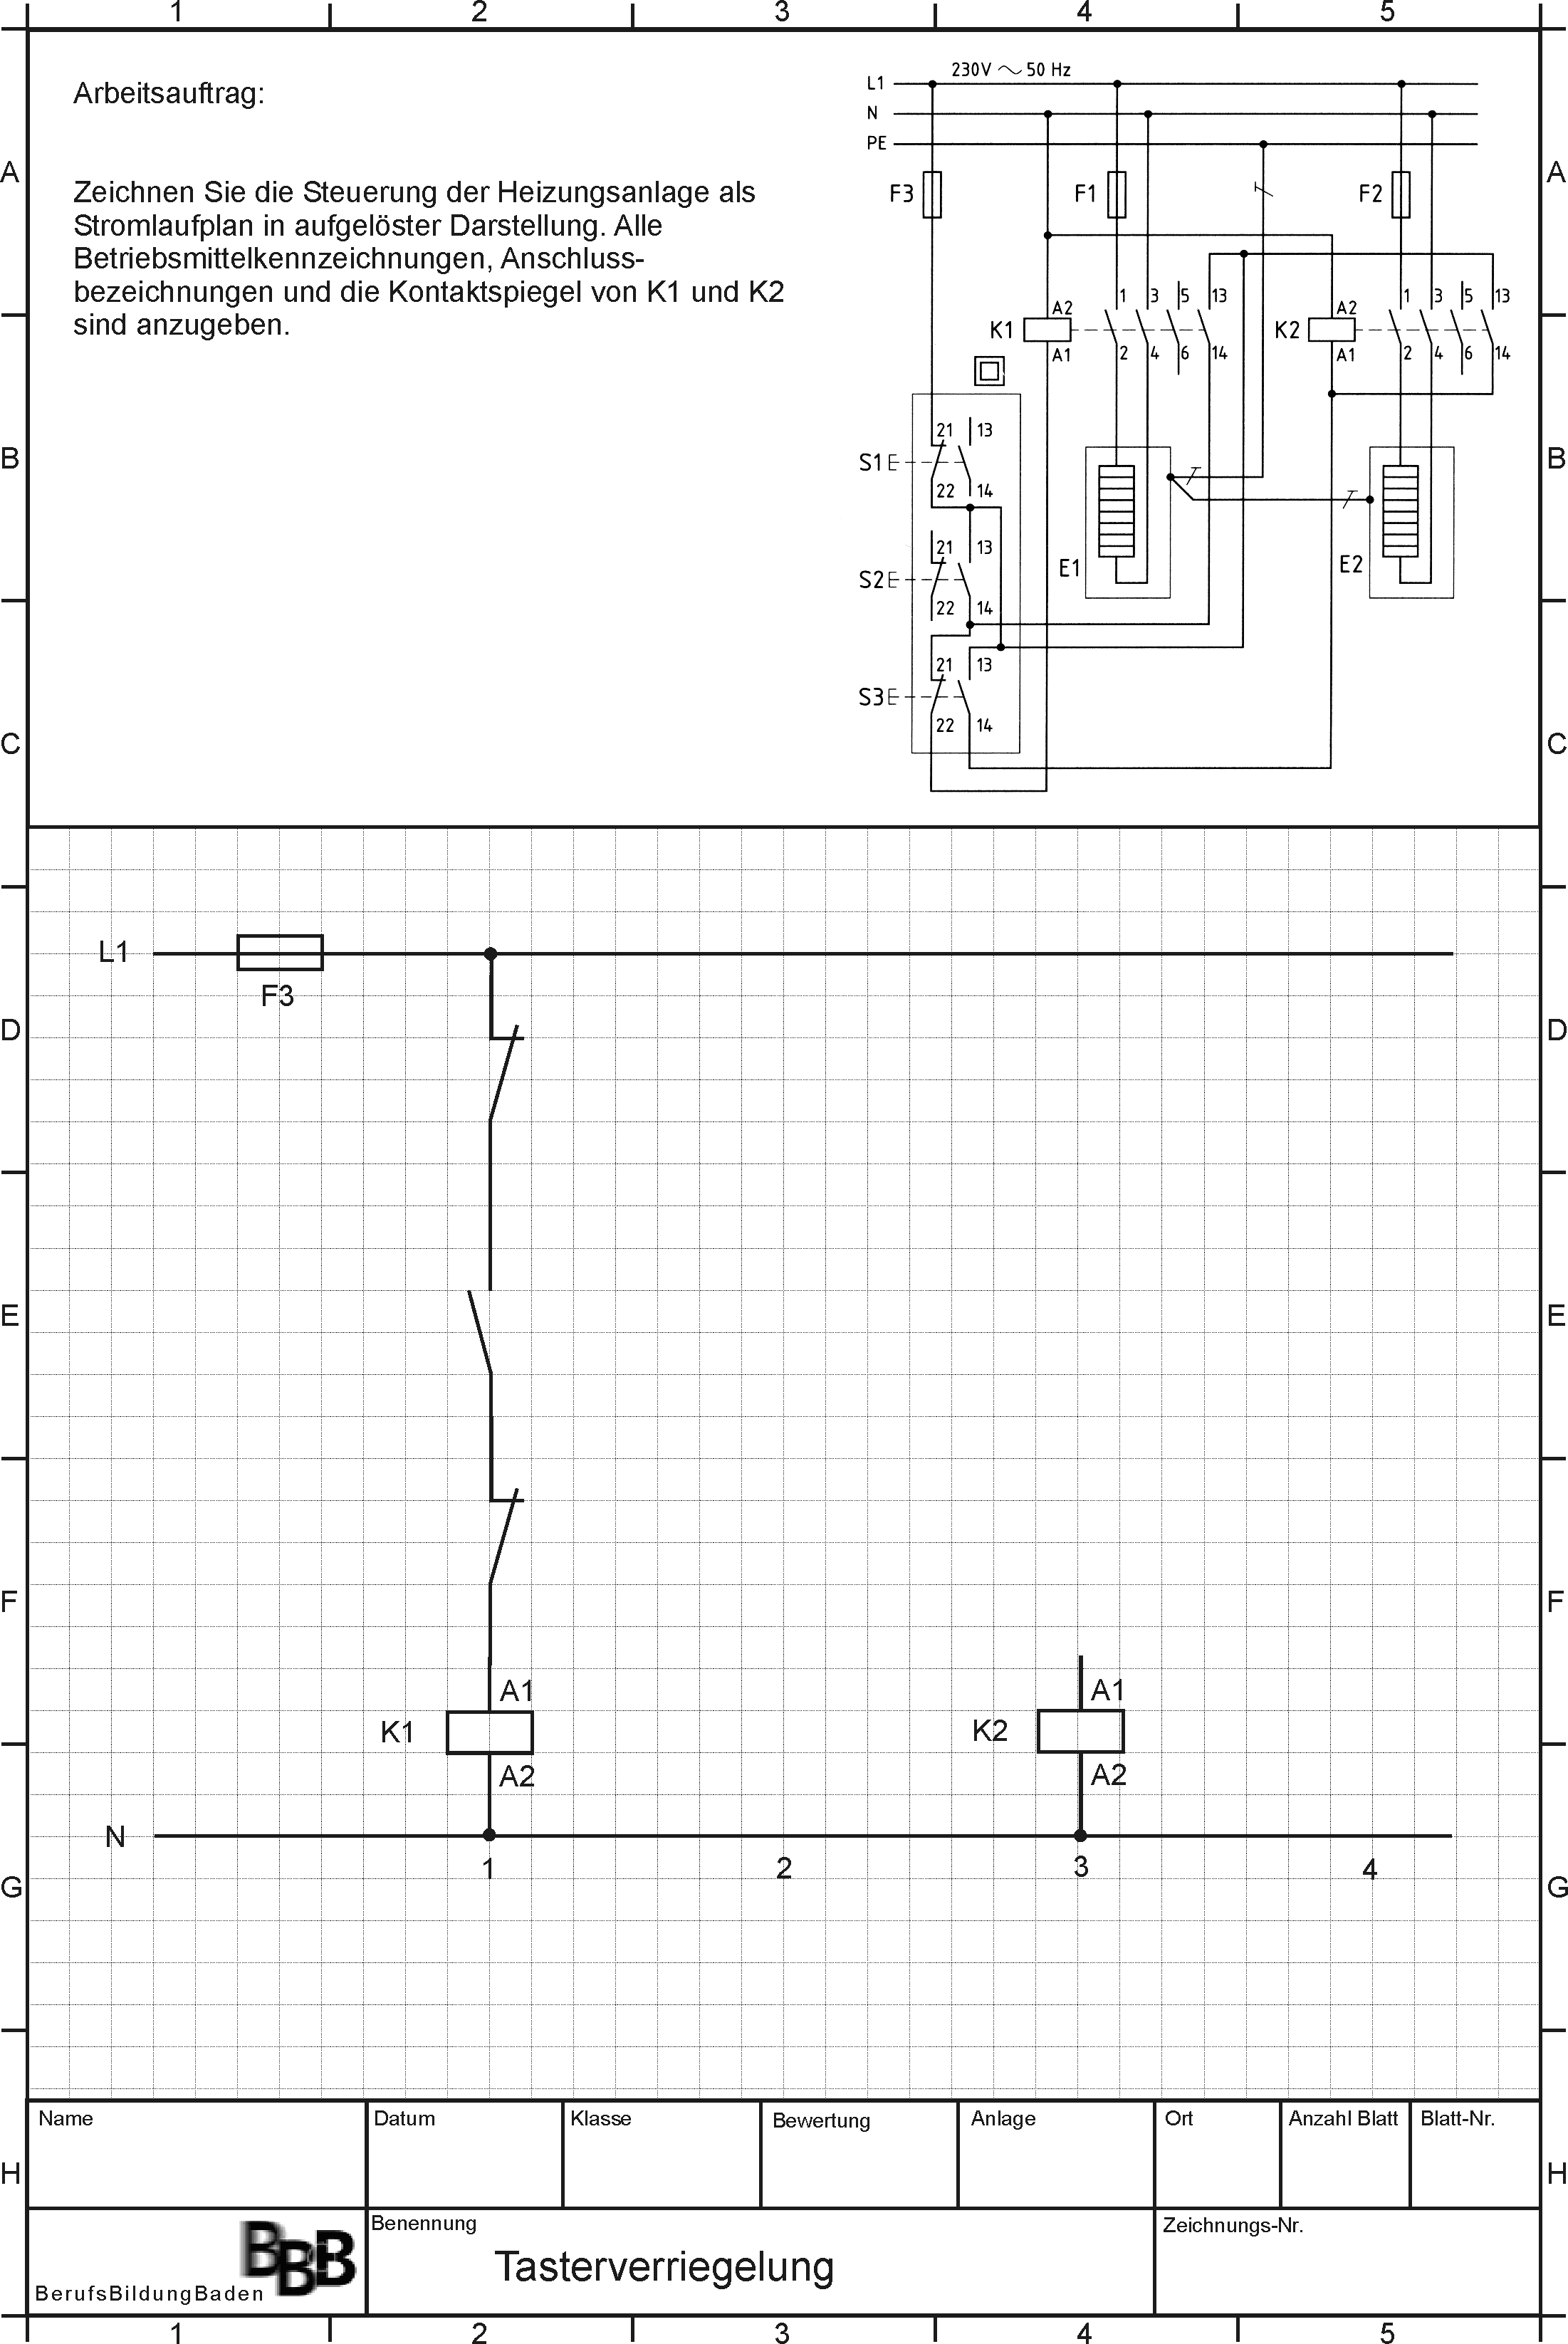 1 2 3 4 5
Arbeitsauftrag:
Zeichnen Sie die Steuerung der Heizungsanlage als
Stromlaufplan in aufgelöster Darstellung. Alle
Betriebsmittelkennzeichnungen, Anschluss-
bezeichnungen und die Kontaktspiegel von K1 und K2
sind anzugeben.
230V ~ 50 Hz
L1
N
PE
A A
F3 F1 F2
A2 1 3 5 13 A2 1 3 5 13
K1 K2
A1 2 4 6 14 A1 2 4 6 14
21 13
B S1 B
22 14
21 13
E1 E2
S2
22 14
21 13
S3
22 14
C C
L1
F3
D D
E E
F F
A1 A1
K1 K2
A2 A2
N
1 2 3 4
G G
Name Datum Klasse Bewertung Anlage Ort Anzahl Blatt Blatt-Nr.
H H
BBB
BerufsBildungBaden
Benennung
Tasterverriegelung
Zeichnungs-Nr.
1 2 3 4 5